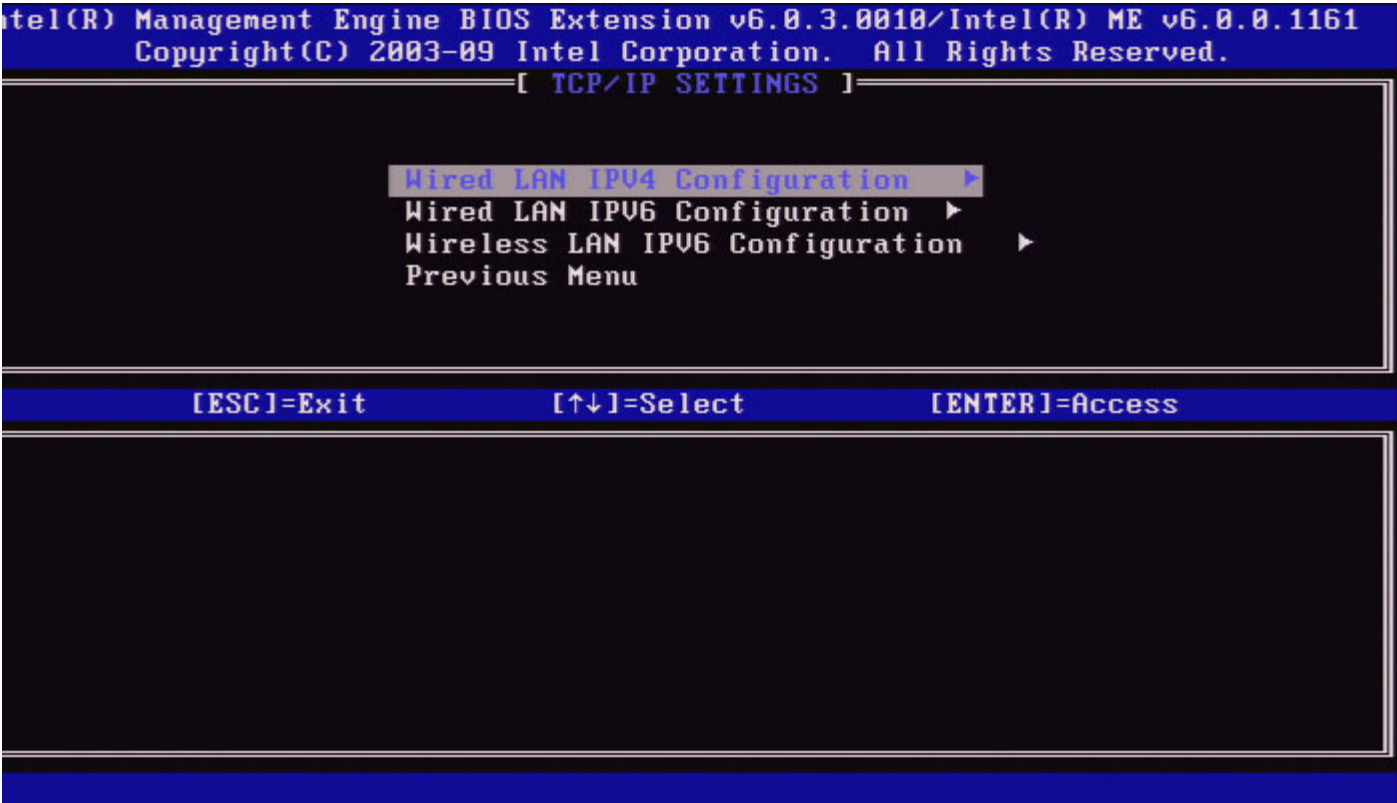 ntel(R) Management Engine BIOS Extension v6.0.3.0010/Intel(R) ME v6.0.0.1161
Copyright(C) 2003-09 Intel Corporation. All Rights Reserved.
[ TCP/IP SETTINGS ]
Wired LAN IPV4 Configuration ►
Wired LAN IPV6 Configuration ►
Wireless LAN IPV6 Configuration ►
Previous Menu
[ESC]=Exit [↑↓]=Select [ENTER]=Access